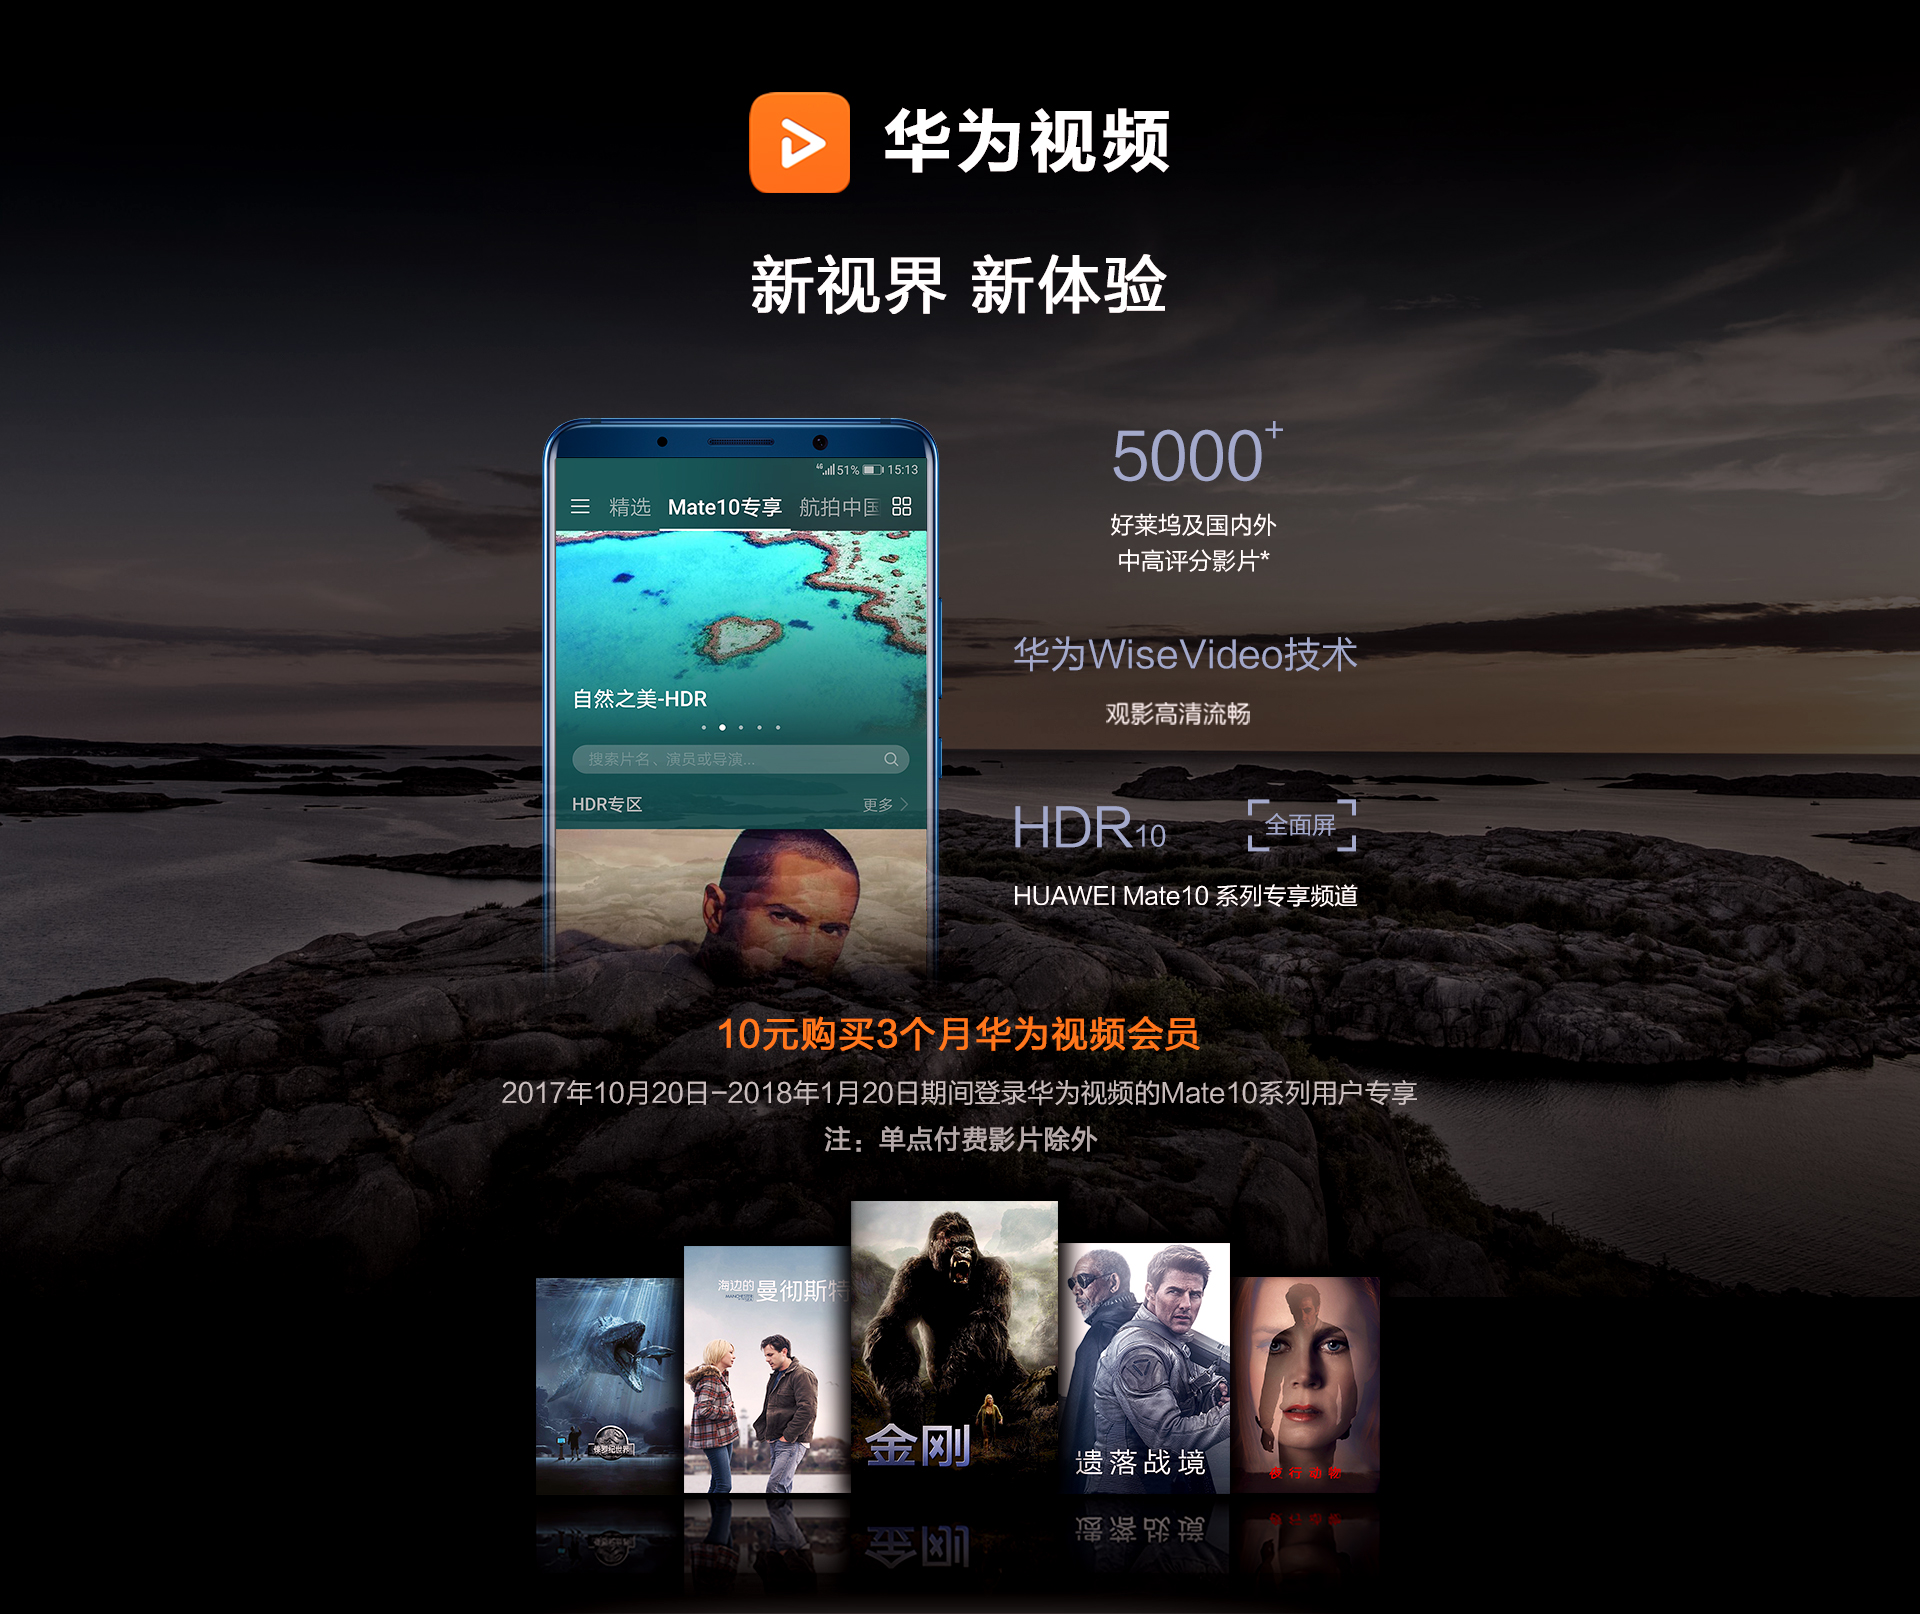 华为视频
新视界 新体验
4G 51% 15:13
精选 Mate10专享 航拍中国
自然之美-HDR
搜索片名、演员或导演...
HDR专区 更多
5000+
好莱坞及国内外
中高评分影片*
华为WiseVideo技术
观影高清流畅
HDR10 全面屏
HUAWEI Mate10 系列专享频道
10元购买3个月华为视频会员
2017年10月20日-2018年1月20日期间登录华为视频的Mate10系列用户专享
注：单点付费影片除外
侏罗纪世界
海边的曼彻斯特
金刚
遗落战境
夜行动物